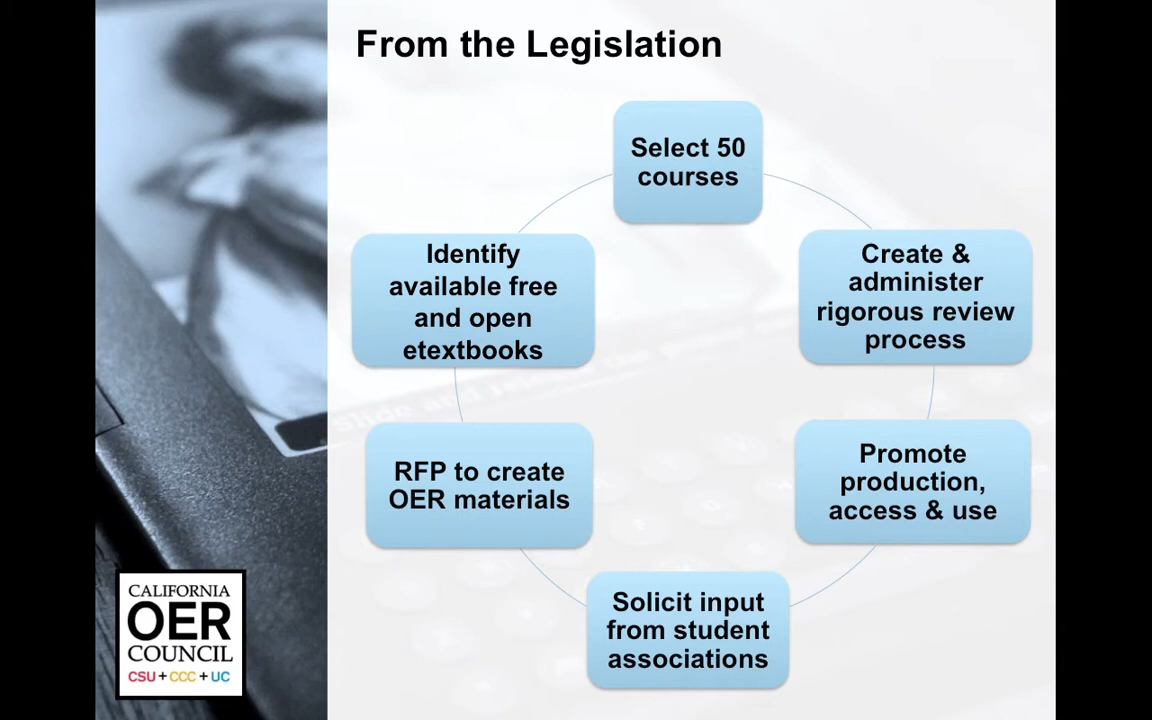 From the Legislation
Select 50
courses
Create &
administer
rigorous review
process
Promote
production,
access & use
Solicit input
from student
associations
RFP to create
OER materials
Identify
available free
and open
etextbooks
CALIFORNIA
OER
COUNCIL
CSU + CCC + UC